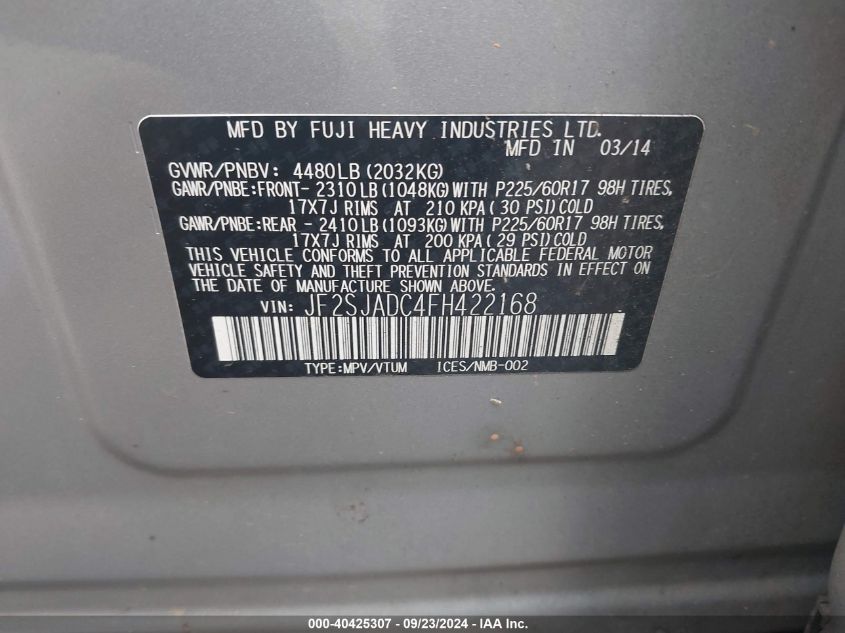 MFD BY FUJI HEAVY INDUSTRIES LTD.
MFD IN 03/14
GVWR/PNBV: 4480LB (2032KG)
GAWR/PNBE:FRONT- 2310 LB (1048KG) WITH P225/60R17 98H TIRES,
17X7J RIMS AT 210 KPA ( 30 PSI) COLD
GAWR/PNBE:REAR - 2410 LB (1093KG) WITH P225/60R17 98H TIRES,
17X7J RIMS AT 200 KPA ( 29 PSI) COLD
THIS VEHICLE CONFORMS TO ALL APPLICABLE FEDERAL MOTOR
VEHICLE SAFETY AND THEFT PREVENTION STANDARDS IN EFFECT ON
THE DATE OF MANUFACTURE SHOWN ABOVE.
VIN: JF2SJADC4FH422168
TYPE:MPV/VTUM ICES/NMB-002
000-40425307 - 09/23/2024 - IAA Inc.